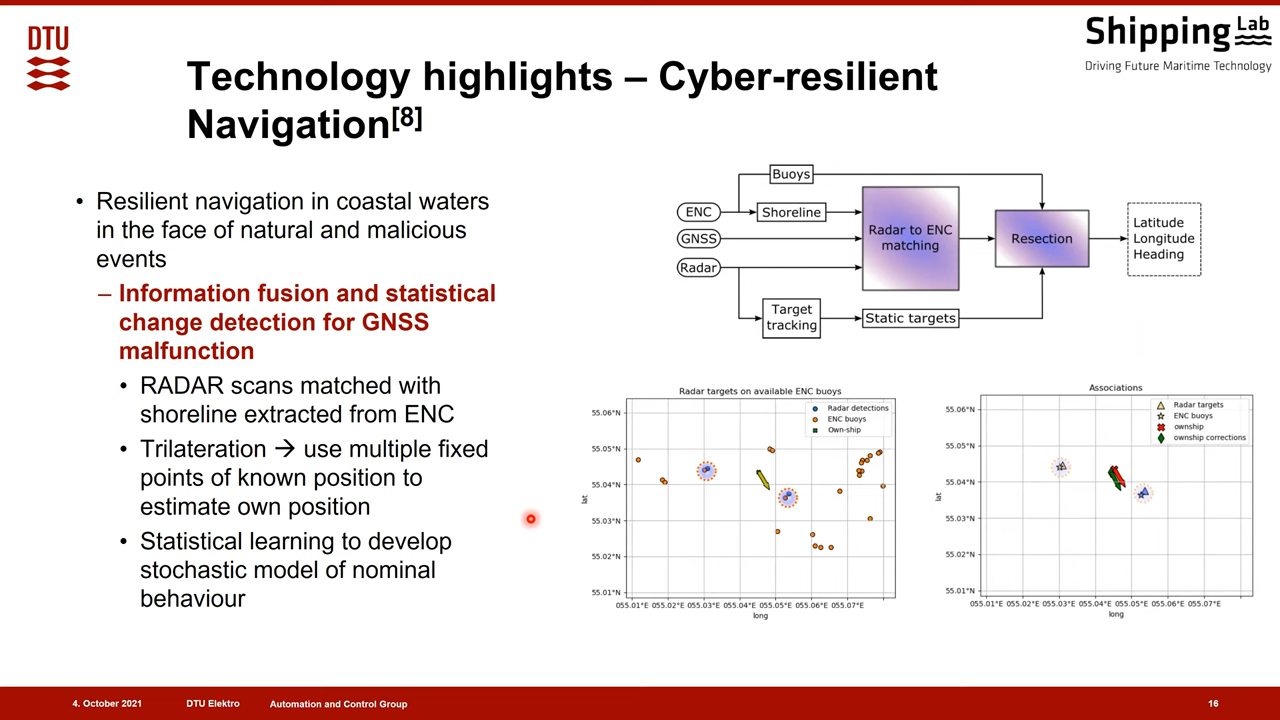 DTU
Shipping Lab
Driving Future Maritime Technology
Technology highlights – Cyber-resilient
Navigation[8]
• Resilient navigation in coastal waters
in the face of natural and malicious
events
– Information fusion and statistical
change detection for GNSS
malfunction
• RADAR scans matched with
shoreline extracted from ENC
• Trilateration → use multiple fixed
points of known position to
estimate own position
• Statistical learning to develop
stochastic model of nominal
behaviour
Buoys
ENC
Shoreline
GNSS
Radar
Radar to ENC
matching
Resection
Latitude
Longitude
Heading
Target
tracking
Static targets
Radar targets on available ENC buoys
Radar detections
ENC buoys
Own-ship
55.06°N
55.05°N
55.04°N
55.03°N
55.02°N
55.01°N
lat
055.01°E 055.02°E 055.03°E 055.04°E 055.05°E 055.06°E 055.07°E
long
Associations
Radar targets
ENC buoys
ownship
ownship corrections
55.06°N
55.05°N
55.04°N
55.03°N
55.02°N
55.01°N
lat
055.01°E 055.02°E 055.03°E 055.04°E 055.05°E 055.06°E 055.07°E
long
4. October 2021 DTU Elektro Automation and Control Group 16